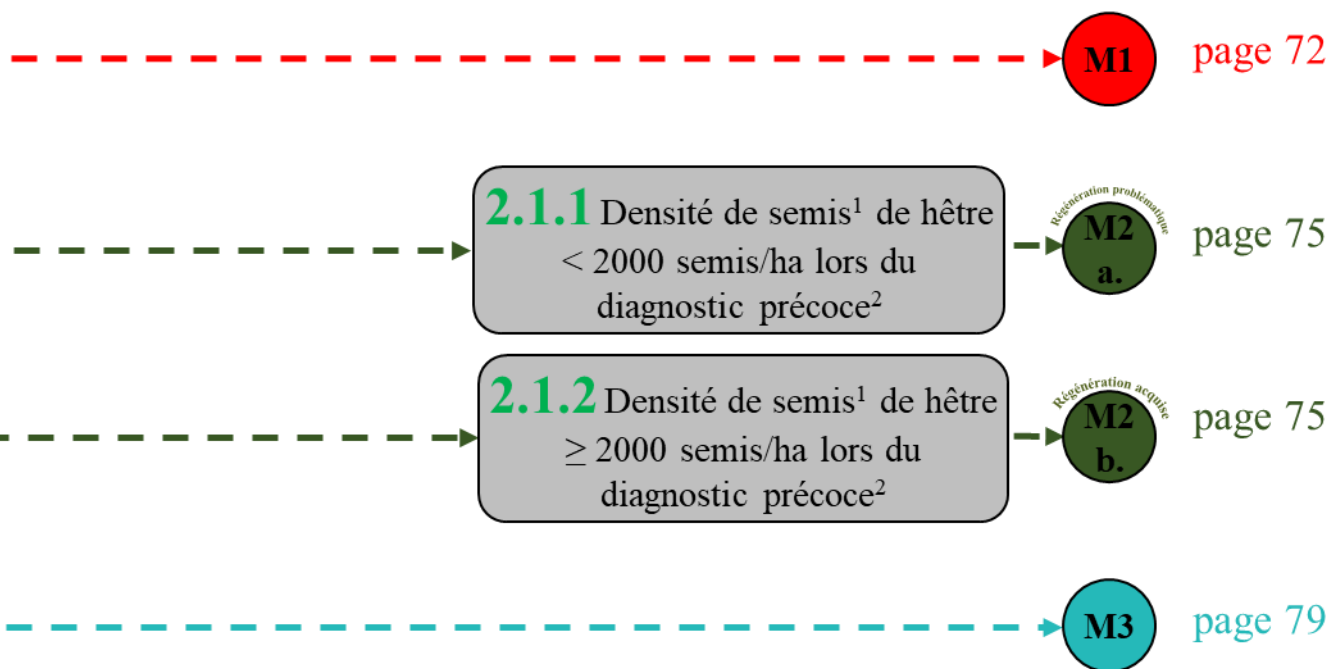 M1 page 72
2.1.1 Densité de semis¹ de hêtre
< 2000 semis/ha lors du
diagnostic précoce²
Régénération problématique
M2
a.
page 75
2.1.2 Densité de semis¹ de hêtre
≥ 2000 semis/ha lors du
diagnostic précoce²
Régénération acquise
M2
b.
page 75
M3 page 79